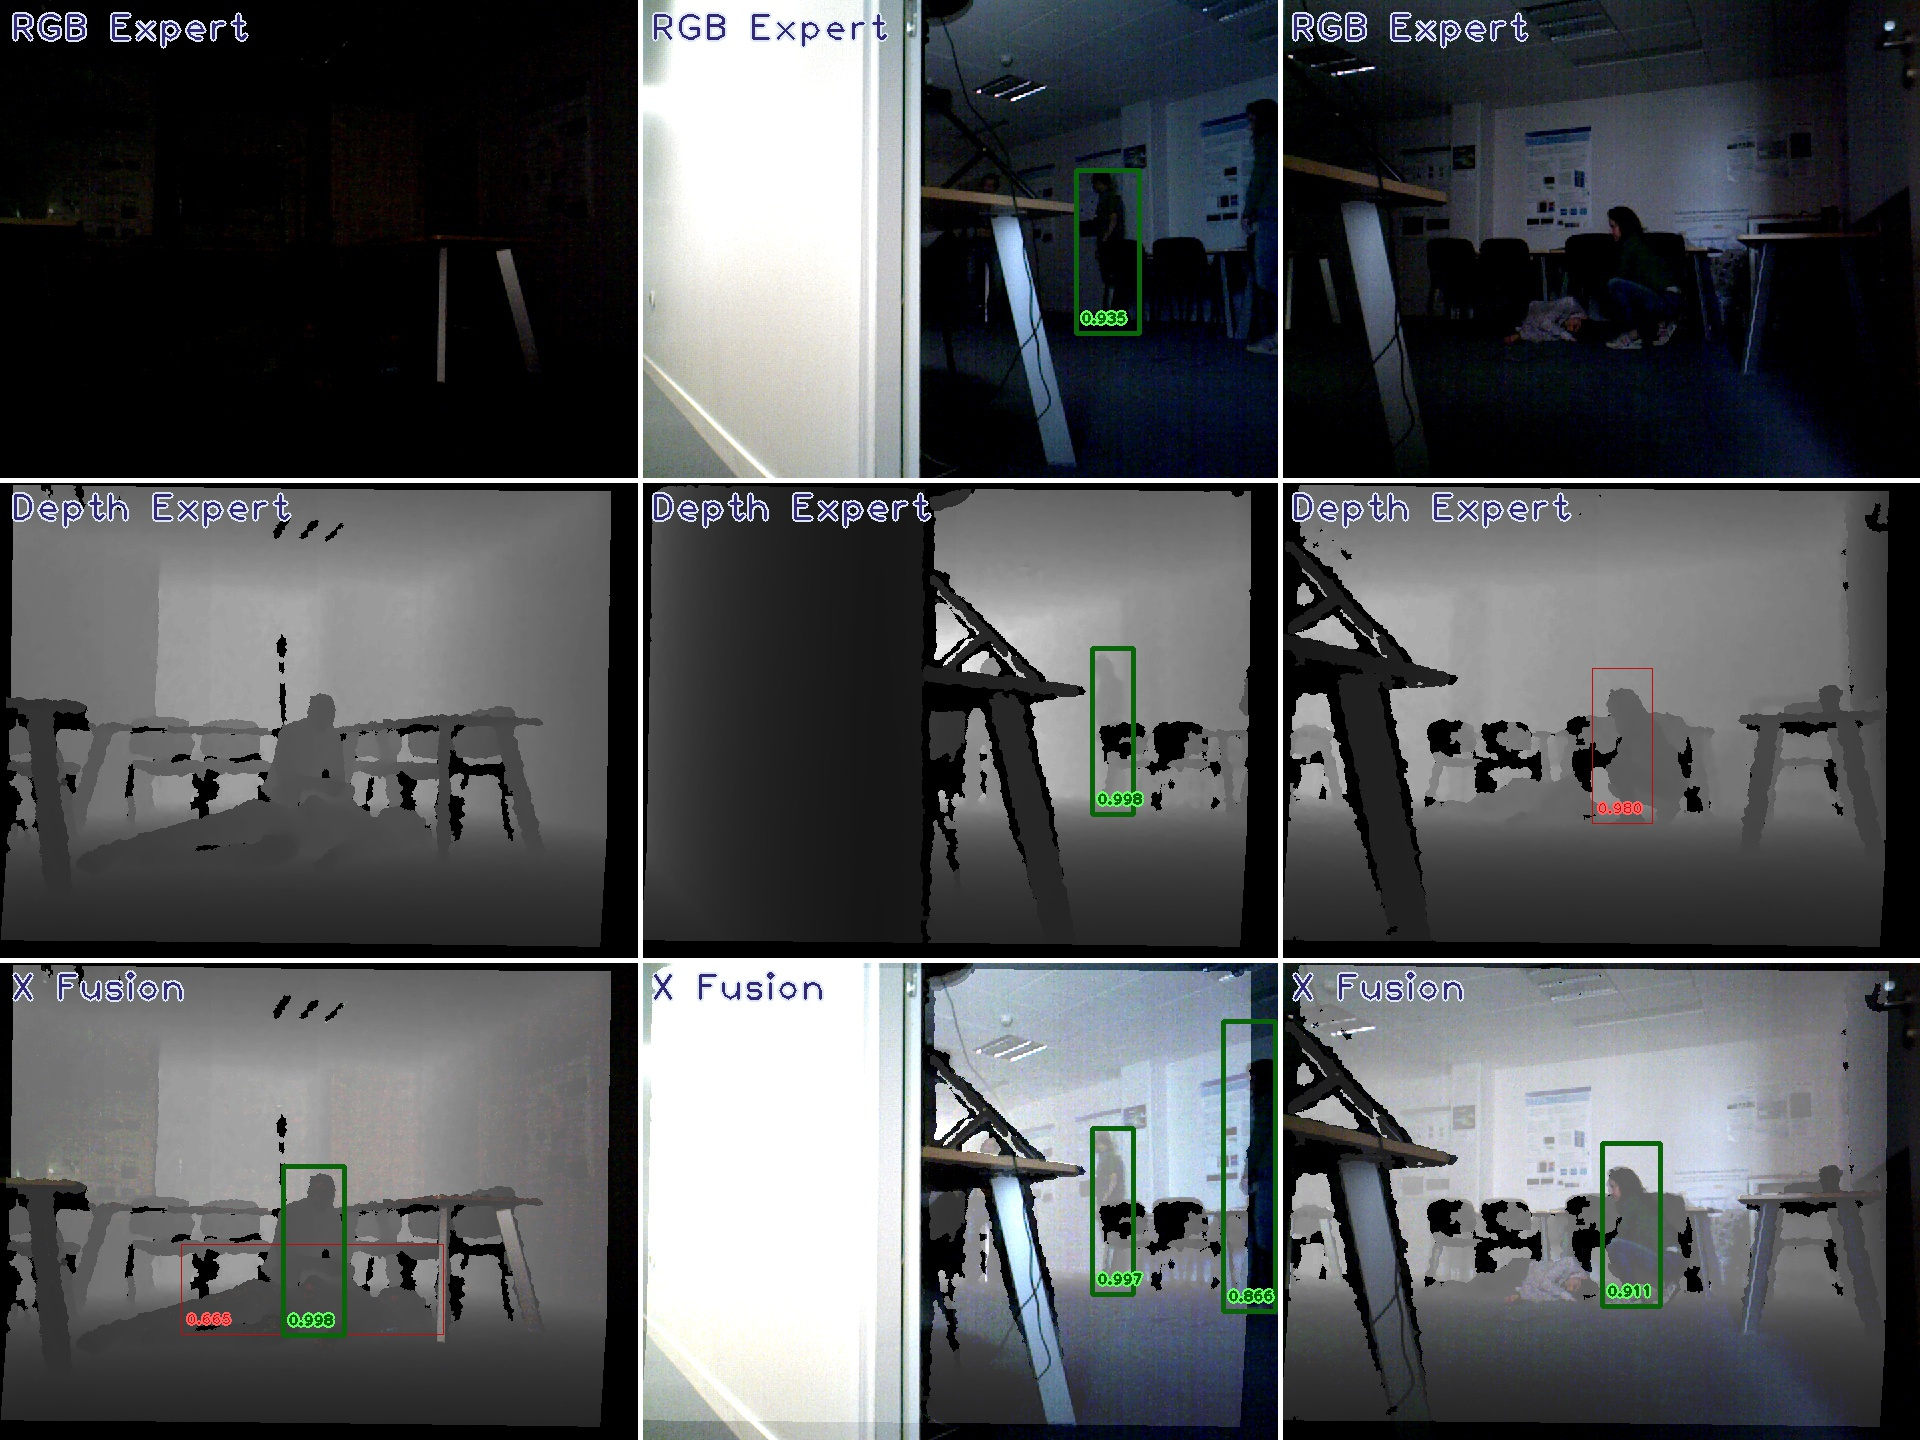 RGB Expert
RGB Expert
RGB Expert
0.935
Depth Expert
Depth Expert
Depth Expert
0.998
0.980
X Fusion
X Fusion
X Fusion
0.665
0.998
0.997
0.866
0.911